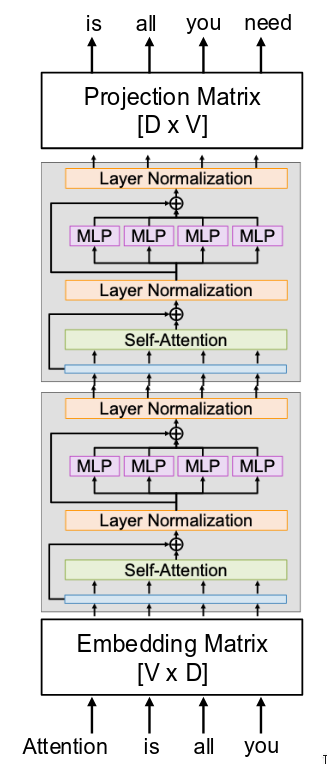 is all you need
Projection Matrix
[D x V]
Layer Normalization
MLP MLP MLP MLP
Layer Normalization
Self-Attention
Layer Normalization
MLP MLP MLP MLP
Layer Normalization
Self-Attention
Embedding Matrix
[V x D]
Attention is all you